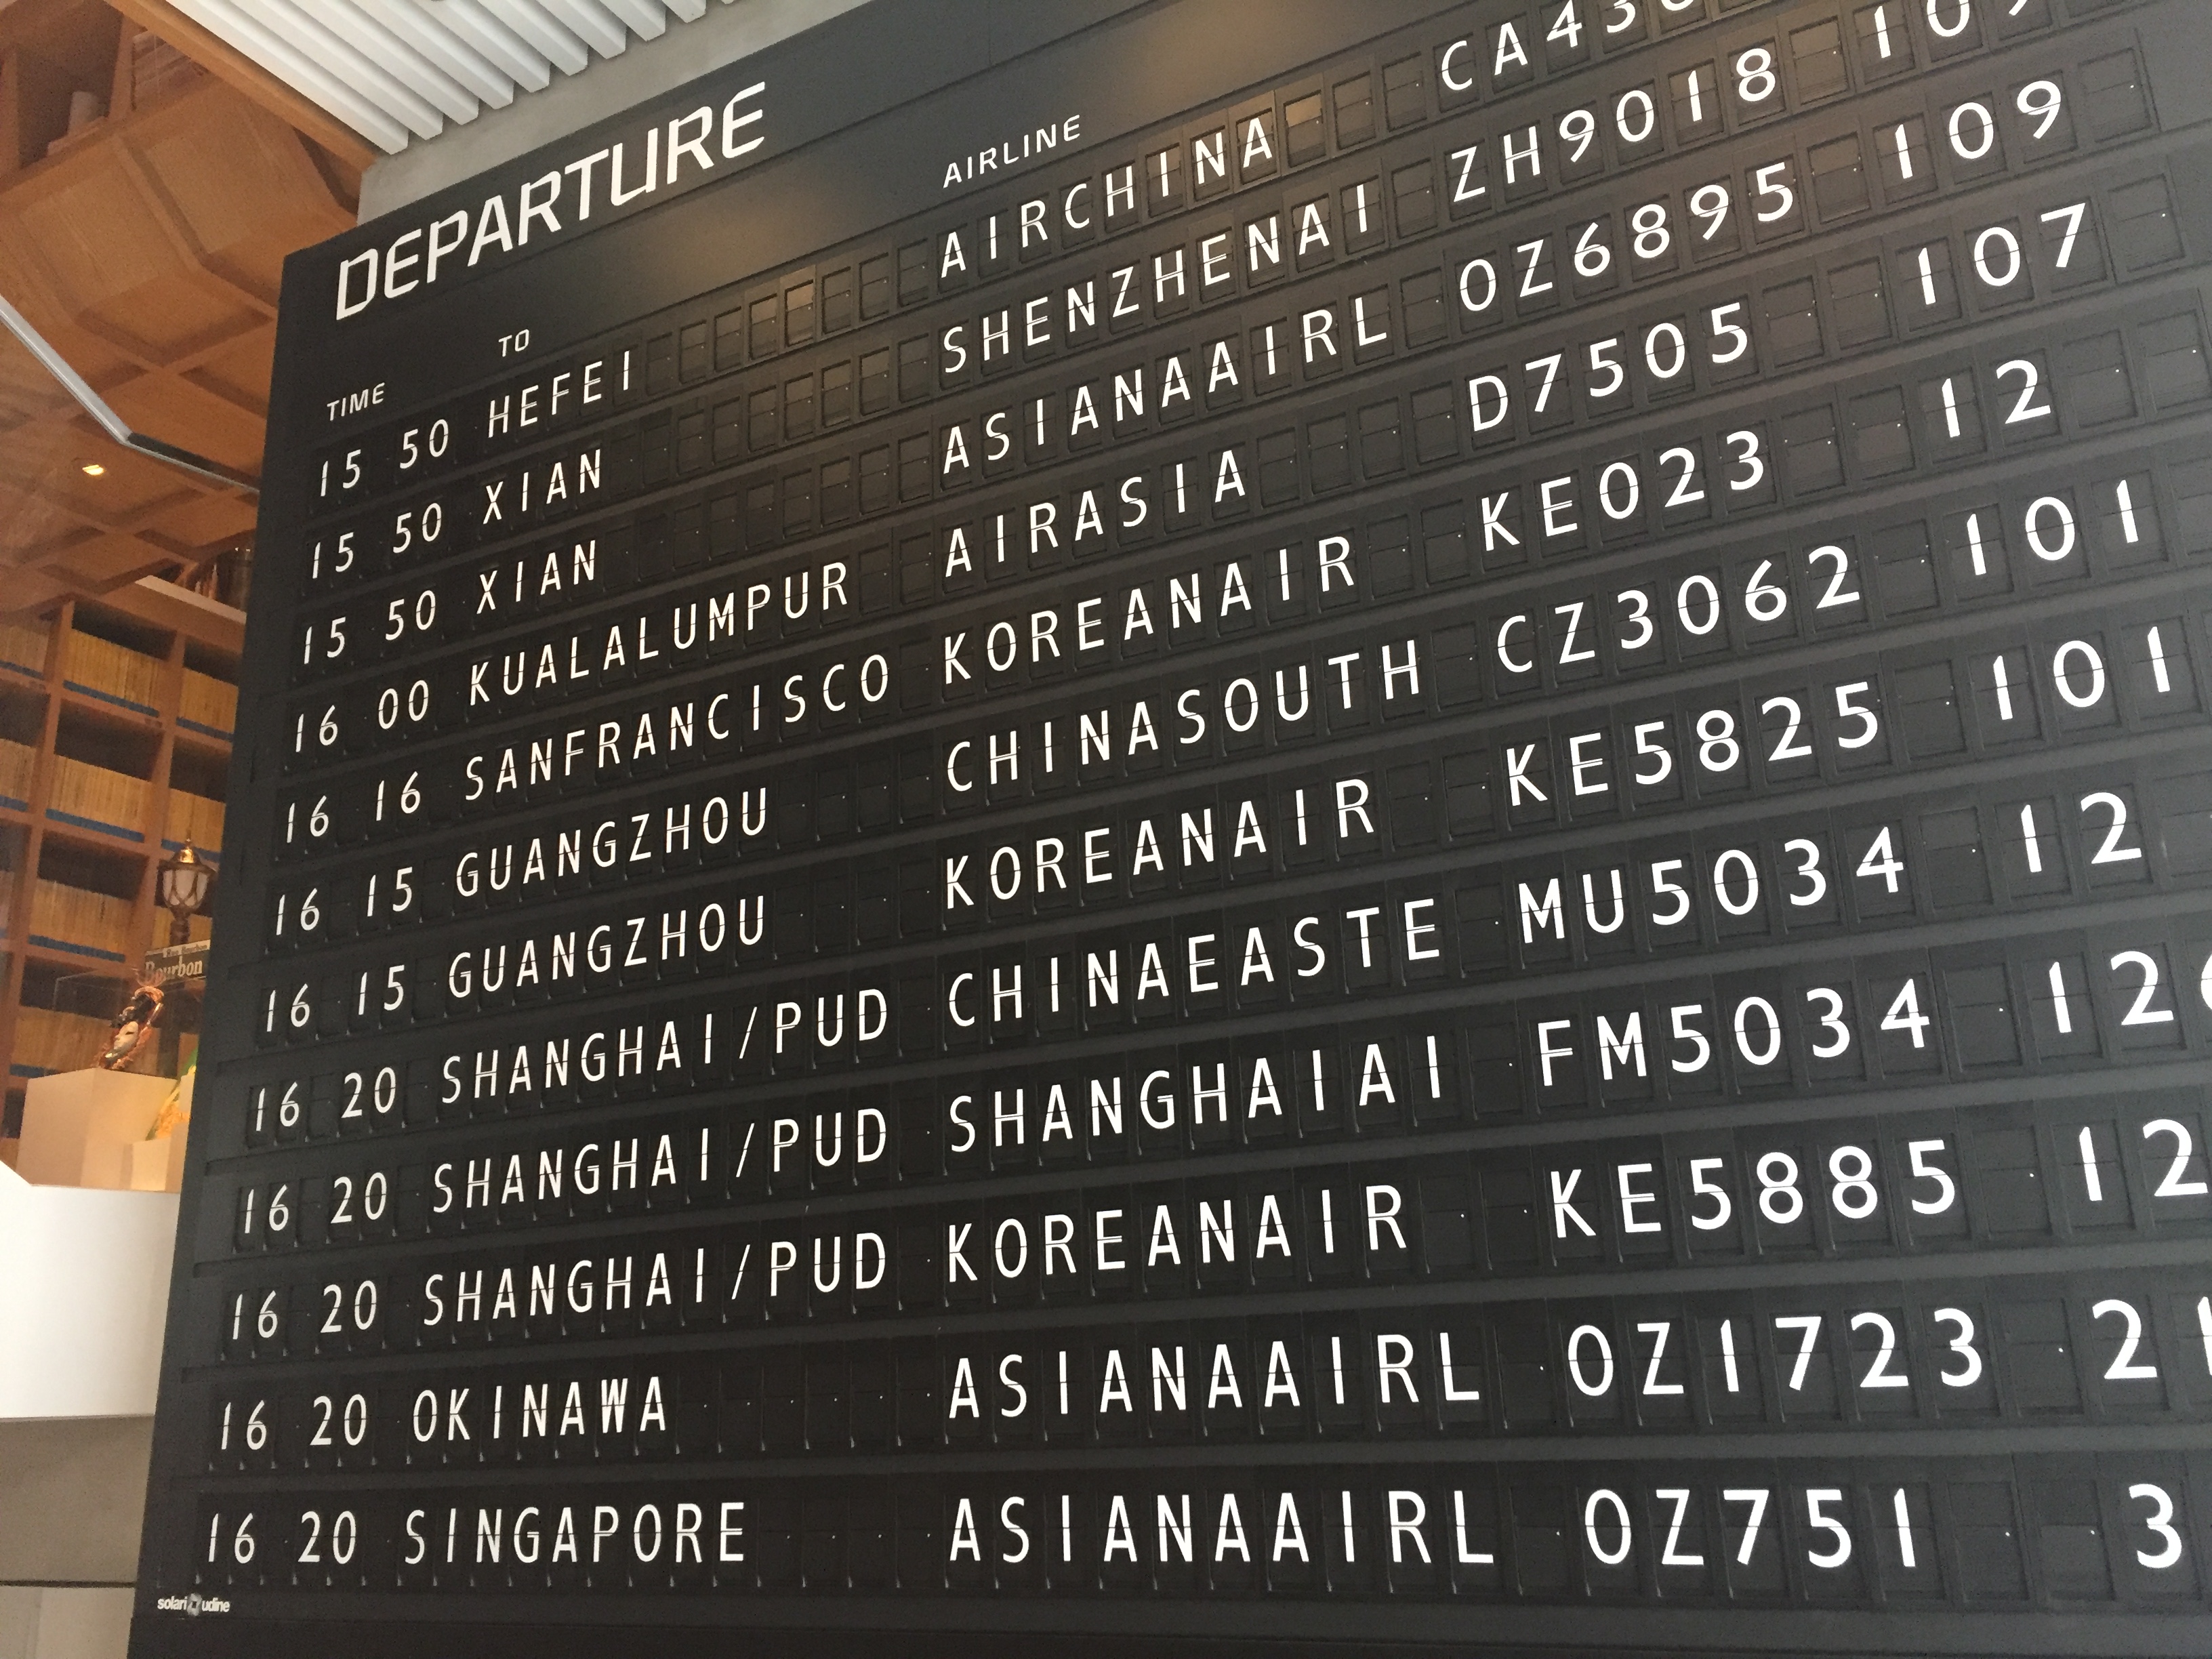 DEPARTURE
TIME TO AIRLINE
15 50 HEFEI AIRCHINA
15 50 XIAN SHENZHENAI ZH9018
15 50 XIAN ASIANAAIRL OZ6895 109
16 00 KUALALUMPUR AIRASIA D7505 107
16 16 SANFRANCISCO KOREANAIR KE023 12
16 15 GUANGZHOU CHINASOUTH CZ3062 101
16 15 GUANGZHOU KOREANAIR KE5825 101
16 20 SHANGHAI/PUD CHINAEASTE MU5034 12
16 20 SHANGHAI/PUD SHANGHAIAI FM5034
16 20 SHANGHAI/PUD KOREANAIR KE5885
16 20 OKINAWA ASIANAAIRL OZ1723
16 20 SINGAPORE ASIANAAIRL OZ751 3
solari udine
Bourbon